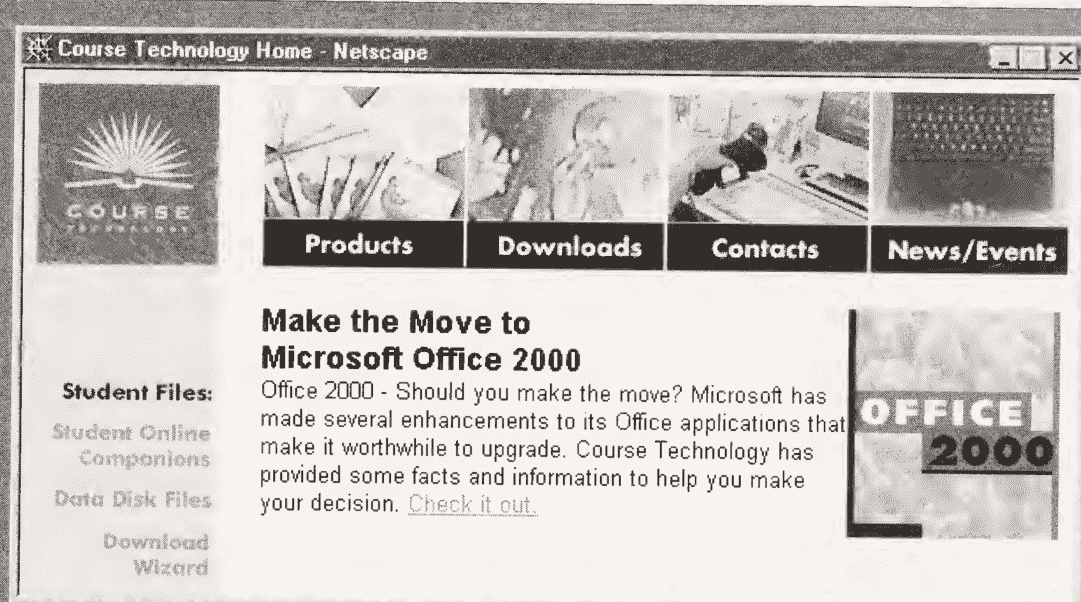 Course Technology Home - Netscape
COURSE
TECHNOLOGY
Products
Downloads
Contacts
News/Events
Make the Move to
Microsoft Office 2000
Office 2000 - Should you make the move? Microsoft has
made several enhancements to its Office applications that
make it worthwhile to upgrade. Course Technology has
provided some facts and information to help you make
your decision. Check it out.
OFFICE
2000
Student Files:
Student Online
Companions
Data Disk Files
Download
Wizard